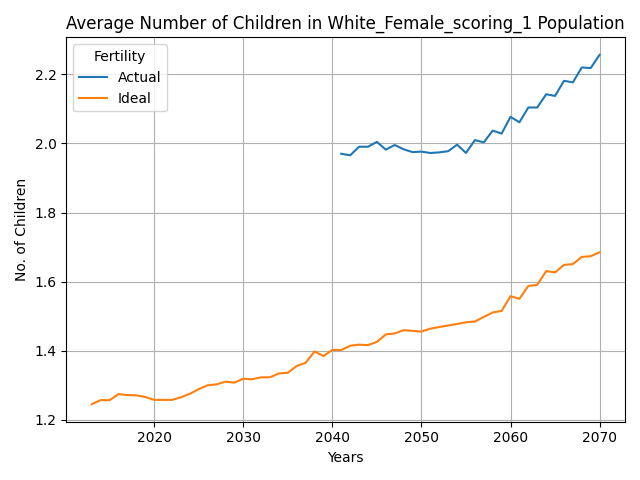 Average Number of Children in White_Female_scoring_1 Population
Fertility
Actual
Ideal
No. of Children
2.2
2.0
1.8
1.6
1.4
1.2
2020 2030 2040 2050 2060 2070
Years